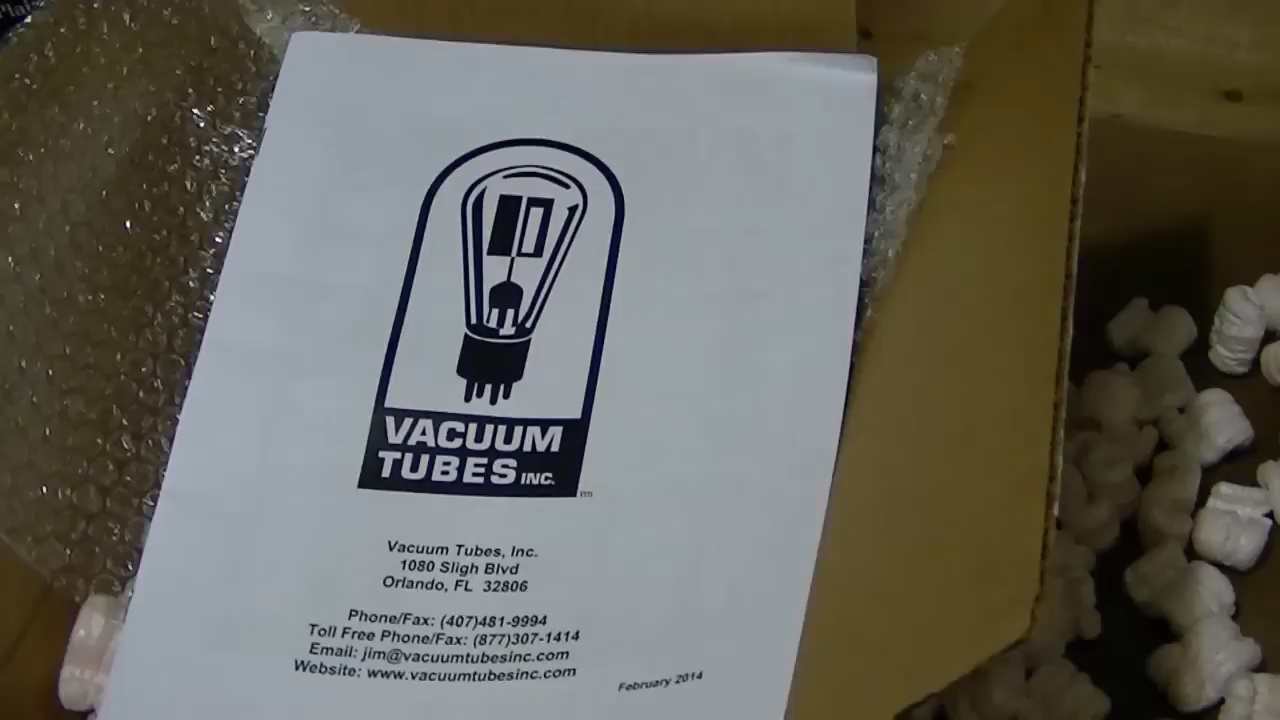 VACUUM
TUBES INC.
Vacuum Tubes, Inc.
1080 Sligh Blvd
Orlando, FL 32806
Phone/Fax: (407)481-9994
Toll Free Phone/Fax: (877)307-1414
Email: jim@vacuumtubesinc.com
Website: www.vacuumtubesinc.com
February 2014